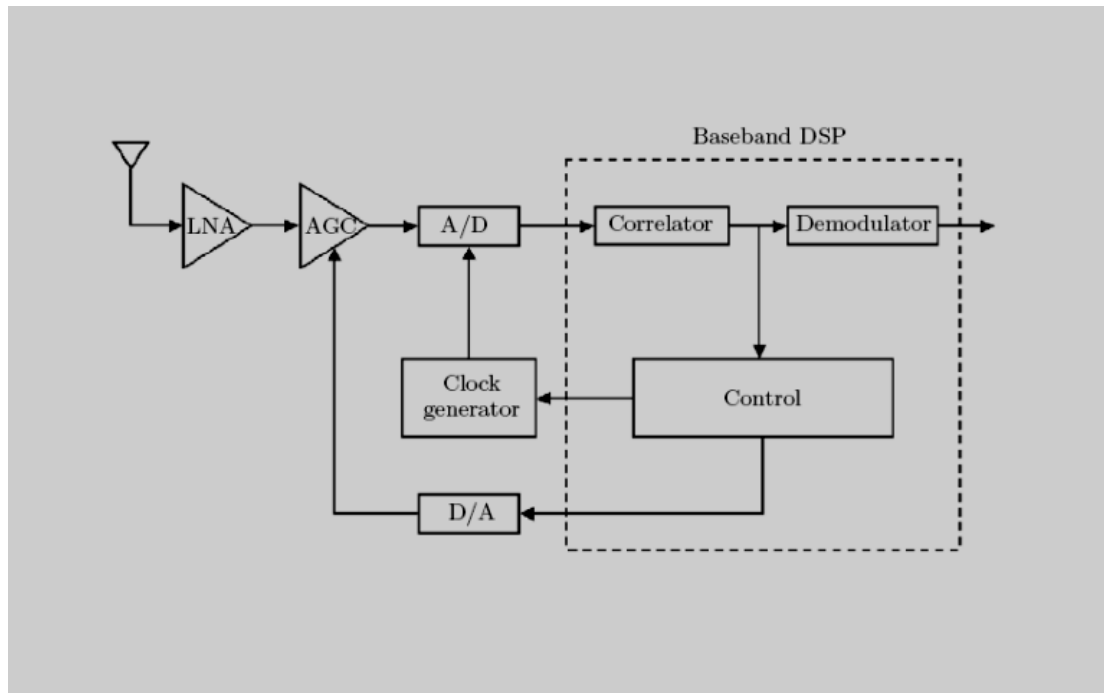 Baseband DSP
LNA
AGC
A/D
Correlator
Demodulator
Clock
generator
Control
D/A